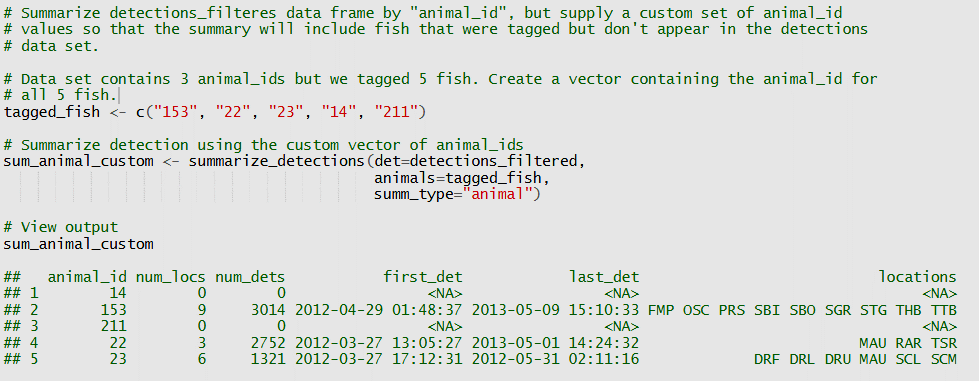 # Summarize detections_filteres data frame by "animal_id", but supply a custom set of animal_id
# values so that the summary will include fish that were tagged but don't appear in the detections
# data set.
# Data set contains 3 animal_ids but we tagged 5 fish. Create a vector containing the animal_id for
# all 5 fish.
tagged_fish <- c("153", "22", "23", "14", "211")
# Summarize detection using the custom vector of animal_ids
sum_animal_custom <- summarize_detections(det=detections_filtered,
animals=tagged_fish,
summ_type="animal")
# View output
sum_animal_custom
## animal_id num_locs num_dets first_det last_det locations
## 1 14 0 0 <NA> <NA> <NA>
## 2 153 9 3014 2012-04-29 01:48:37 2013-05-09 15:10:33 FMP OSC PRS SBI SBO SGR STG THB TTB
## 3 211 0 0 <NA> <NA> <NA>
## 4 22 3 2752 2012-03-27 13:05:27 2013-05-01 14:24:32 MAU RAR TSR
## 5 23 6 1321 2012-03-27 17:12:31 2012-05-31 02:11:16 DRF DRL DRU MAU SCL SCM